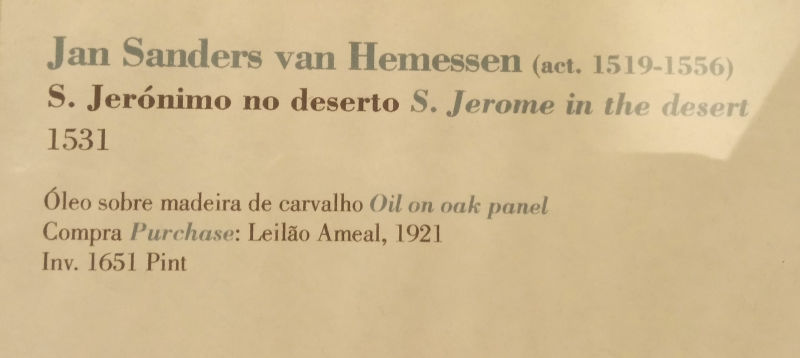 Jan Sanders van Hemessen (act. 1519-1556)
S. Jerónimo no deserto S. Jerome in the desert
1531
Óleo sobre madeira de carvalho Oil on oak panel
Compra Purchase: Leilão Ameal, 1921
Inv. 1651 Pint